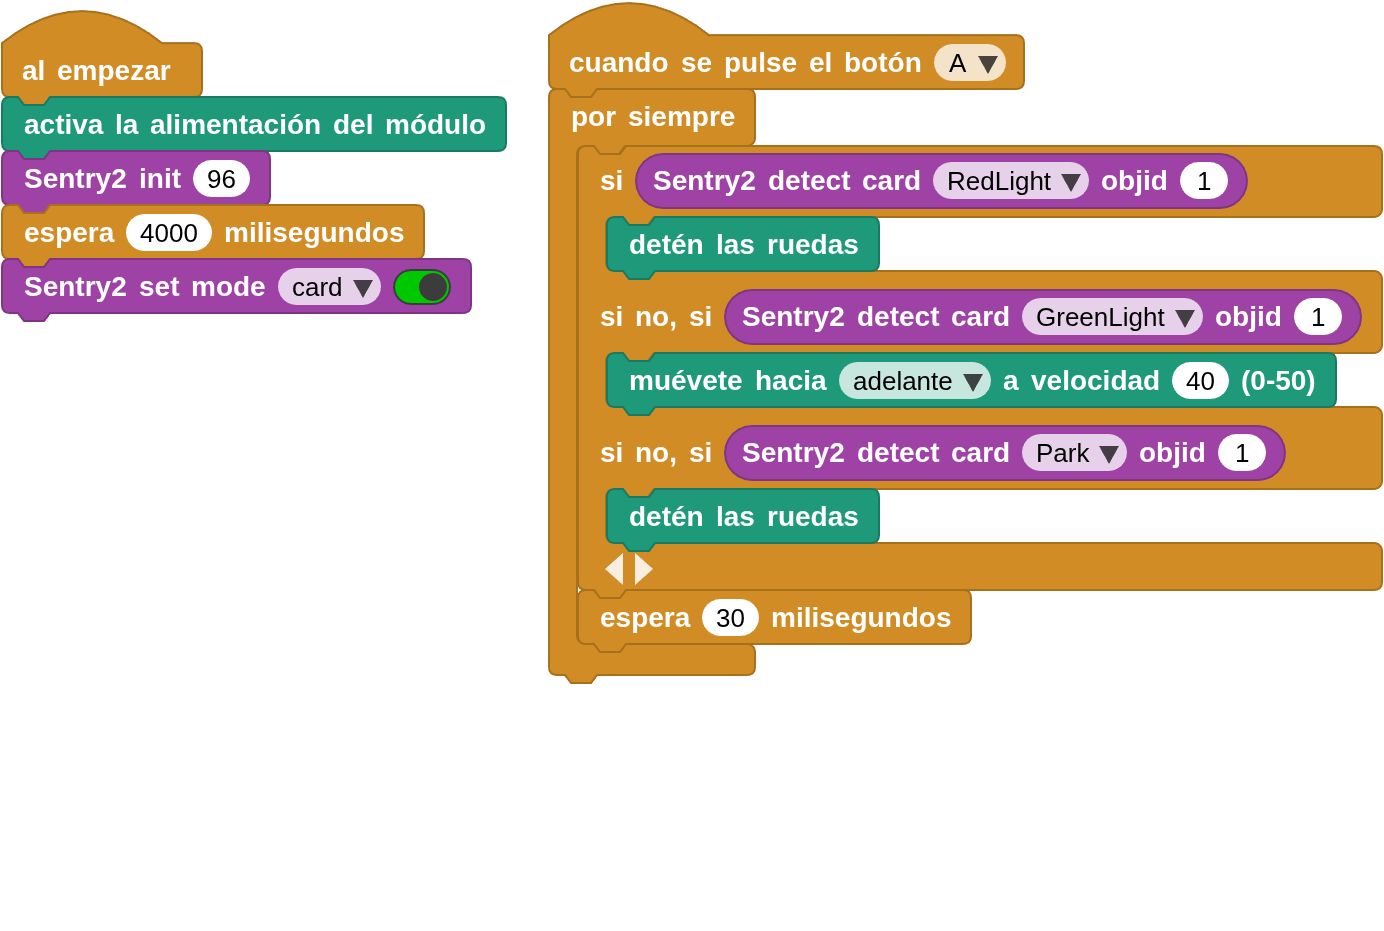 al empezar
activa la alimentación del módulo
Sentry2 init 96
espera 4000 milisegundos
Sentry2 set mode card
cuando se pulse el botón A
por siempre
si Sentry2 detect card RedLight objid 1
detén las ruedas
si no, si Sentry2 detect card GreenLight objid 1
muévete hacia adelante a velocidad 40 (0-50)
si no, si Sentry2 detect card Park objid 1
detén las ruedas
espera 30 milisegundos